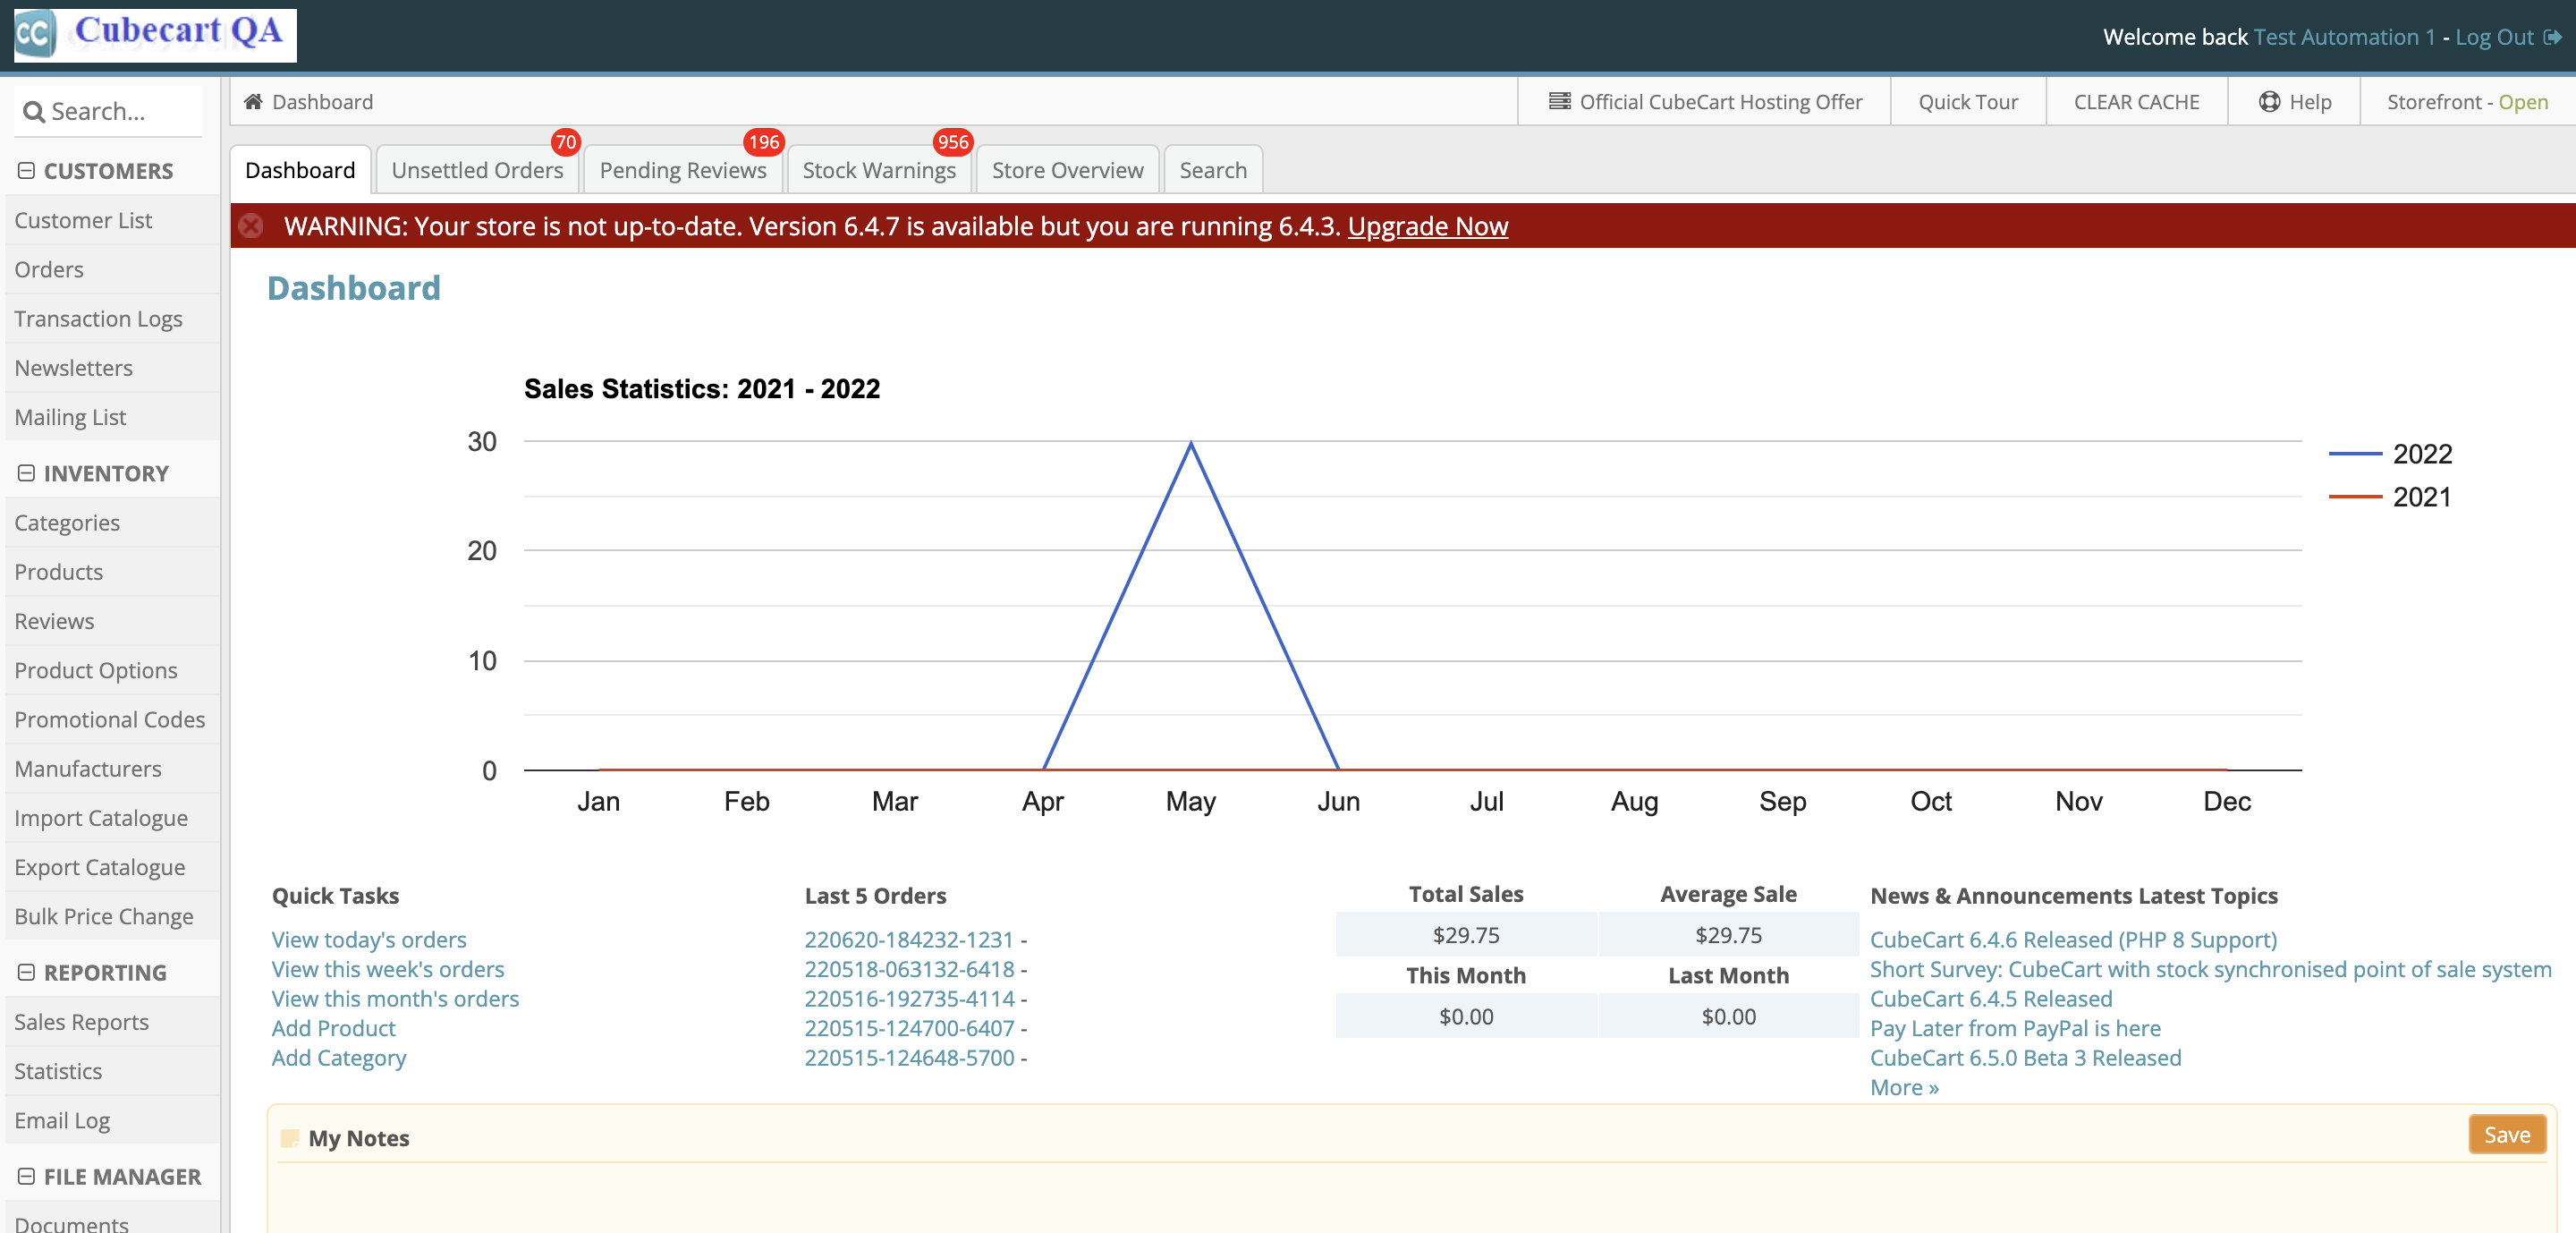 CC Cubecart QA
Welcome back Test Automation 1 - Log Out
Search...
Dashboard
Official CubeCart Hosting Offer
Quick Tour
CLEAR CACHE
Help
Storefront - Open
CUSTOMERS
Customer List
Orders
Transaction Logs
Newsletters
Mailing List
INVENTORY
Categories
Products
Reviews
Product Options
Promotional Codes
Manufacturers
Import Catalogue
Export Catalogue
Bulk Price Change
REPORTING
Sales Reports
Statistics
Email Log
FILE MANAGER
Documents
Dashboard
Unsettled Orders 70
Pending Reviews 196
Stock Warnings 956
Store Overview
Search
WARNING: Your store is not up-to-date. Version 6.4.7 is available but you are running 6.4.3. Upgrade Now
Dashboard
Sales Statistics: 2021 - 2022
30
20
10
0
Jan Feb Mar Apr May Jun Jul Aug Sep Oct Nov Dec
2022
2021
Quick Tasks
View today's orders
View this week's orders
View this month's orders
Add Product
Add Category
Last 5 Orders
220620-184232-1231 -
220518-063132-6418 -
220516-192735-4114 -
220515-124700-6407 -
220515-124648-5700 -
Total Sales Average Sale
$29.75 $29.75
This Month Last Month
$0.00 $0.00
News & Announcements Latest Topics
CubeCart 6.4.6 Released (PHP 8 Support)
Short Survey: CubeCart with stock synchronised point of sale system
CubeCart 6.4.5 Released
Pay Later from PayPal is here
CubeCart 6.5.0 Beta 3 Released
More »
My Notes
Save